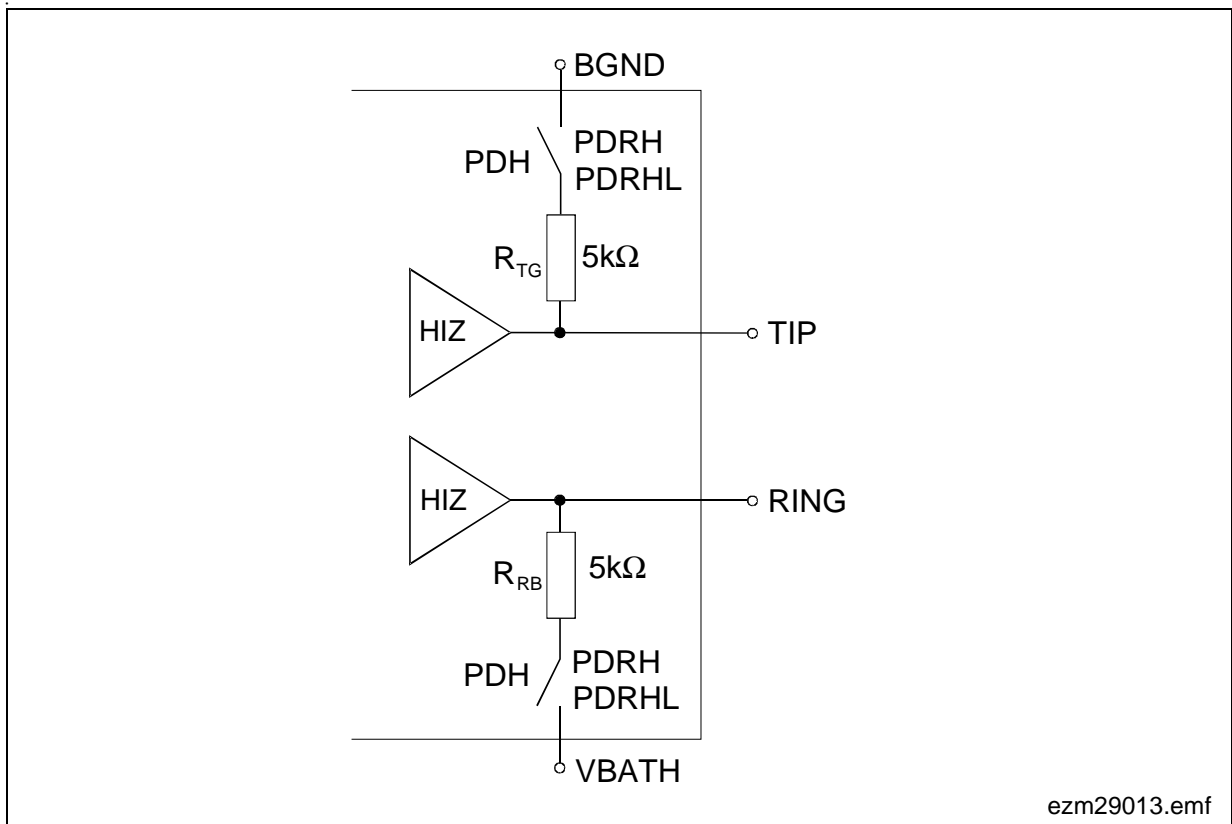 BGND
PDRH
PDH
PDRHL
R_TG 5kΩ
HIZ
TIP
HIZ
RING
R_RB 5kΩ
PDH PDRH
PDRHL
VBATH
ezm29013.emf